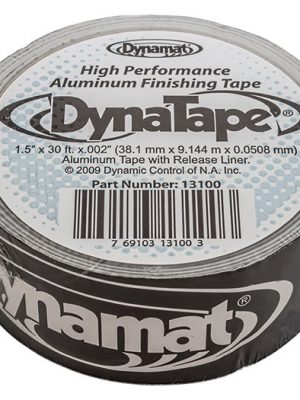 Dynamat®
High Performance
Aluminum Finishing Tape
DynaTape®
1.5" x 30 ft. x.002" (38.1 mm x 9.144 m x 0.0508 mm)
Aluminum Tape with Release Liner.
© 2009 Dynamic Control of N.A. Inc.
Part Number: 13100
7 69103 13100 3
dynamat®